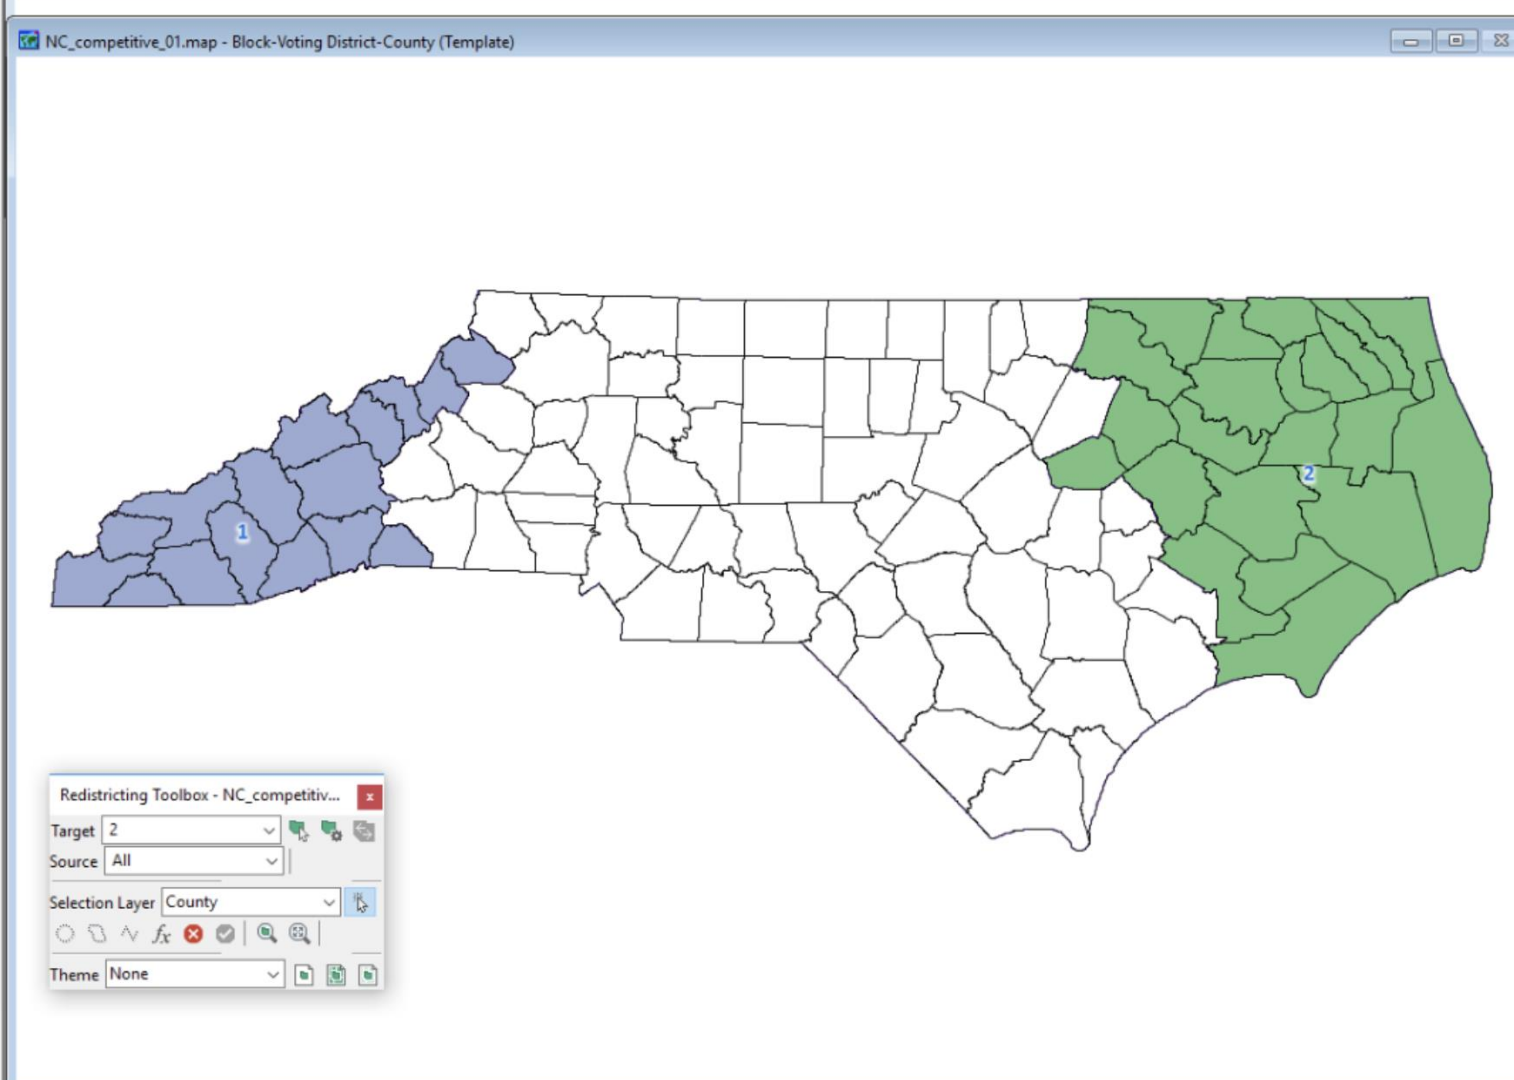 NC_competitive_01.map - Block-Voting District-County (Template)
1
2
Redistricting Toolbox - NC_competitiv...
x
Target 2
Source All
Selection Layer County
fx
Theme None